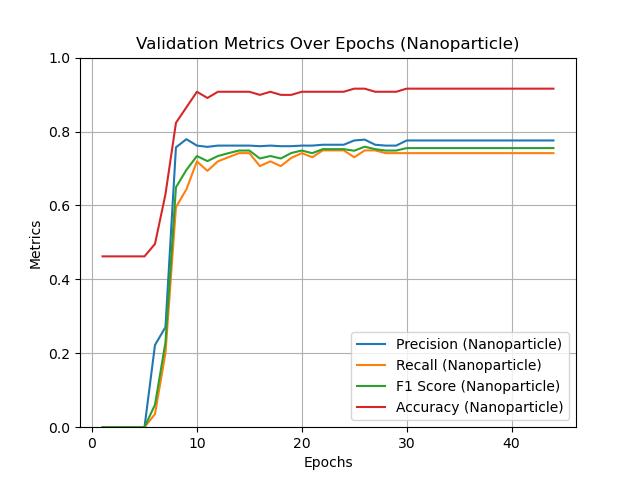 Validation Metrics Over Epochs (Nanoparticle)
1.0
0.8
0.6
0.4
0.2
0.0
Metrics
Precision (Nanoparticle)
Recall (Nanoparticle)
F1 Score (Nanoparticle)
Accuracy (Nanoparticle)
0 10 20 30 40
Epochs